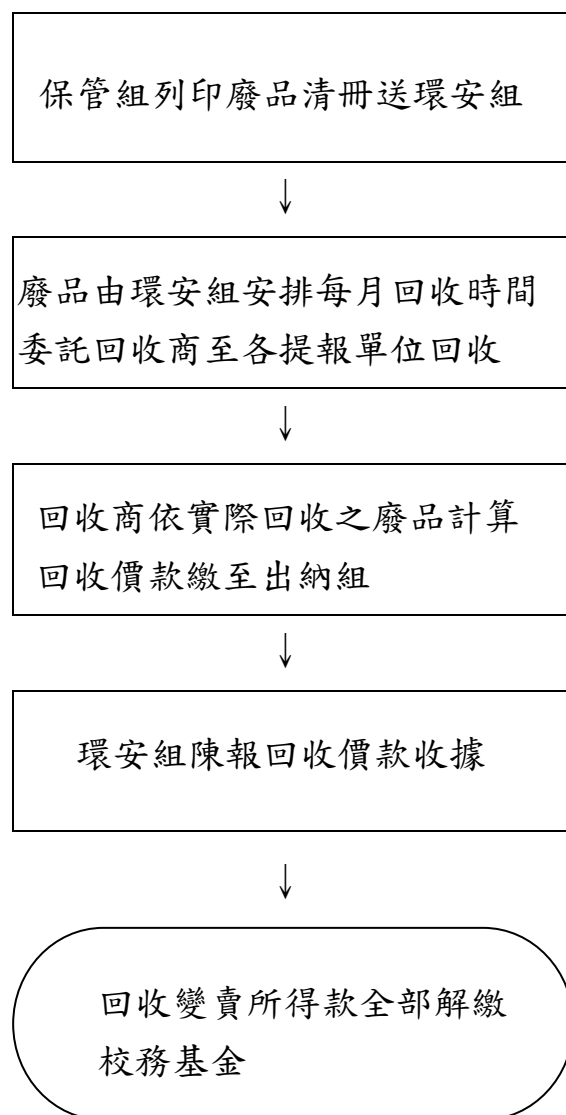 保管組列印廢品清冊送環安組
↓
廢品由環安組安排每月回收時間
委託回收商至各提報單位回收
↓
回收商依實際回收之廢品計算
回收價款繳至出納組
↓
環安組陳報回收價款收據
↓
回收變賣所得款全部解繳
校務基金